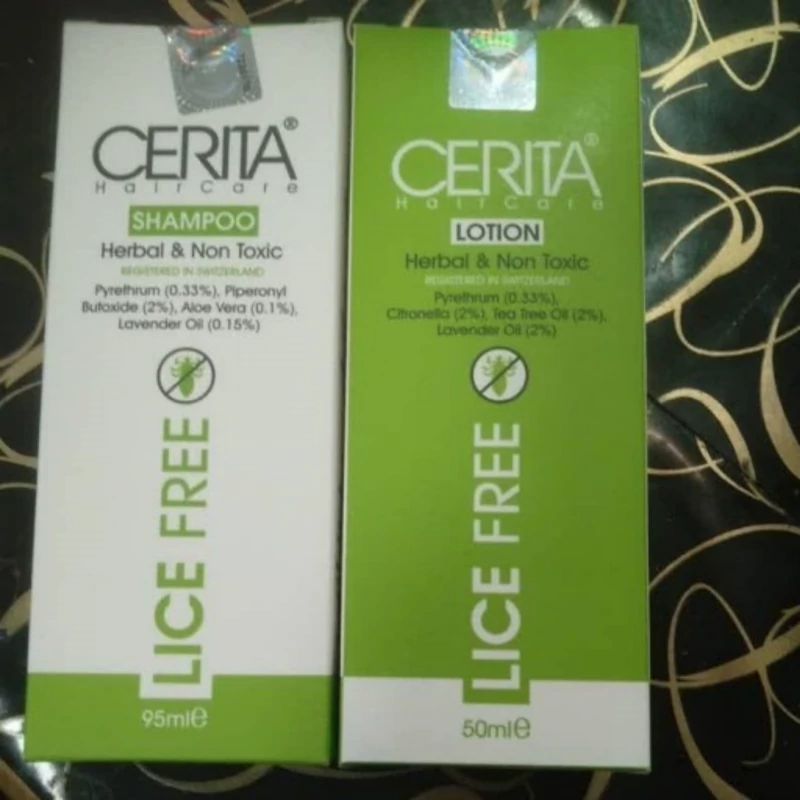 CERITA®
HairCare
SHAMPOO
Herbal & Non Toxic
REGISTERED IN SWITZERLAND
Pyrethrum (0.33%), Piperonyl
Butoxide (2%), Aloe Vera (0.1%),
Lavender Oil (0.15%)
LICE FREE
95ml℮
CERITA®
HairCare
LOTION
Herbal & Non Toxic
REGISTERED IN SWITZERLAND
Pyrethrum (0.33%),
Citronella (2%), Tea Tree Oil (2%),
Lavender Oil (2%)
LICE FREE
50ml℮